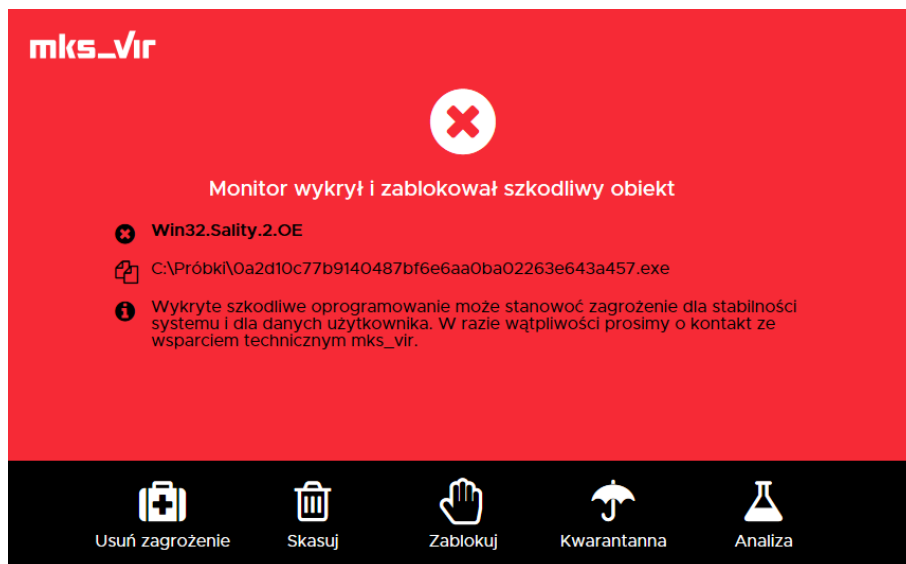 mks_vir
Monitor wykrył i zablokował szkodliwy obiekt
Win32.Sality.2.OE
C:\Próbki\0a2d10c77b9140487bf6e6aa0ba02263e643a457.exe
Wykryte szkodliwe oprogramowanie może stanowoć zagrożenie dla stabilności
systemu i dla danych użytkownika. W razie wątpliwości prosimy o kontakt ze
wsparciem technicznym mks_vir.
Usuń zagrożenie Skasuj Zablokuj Kwarantanna Analiza